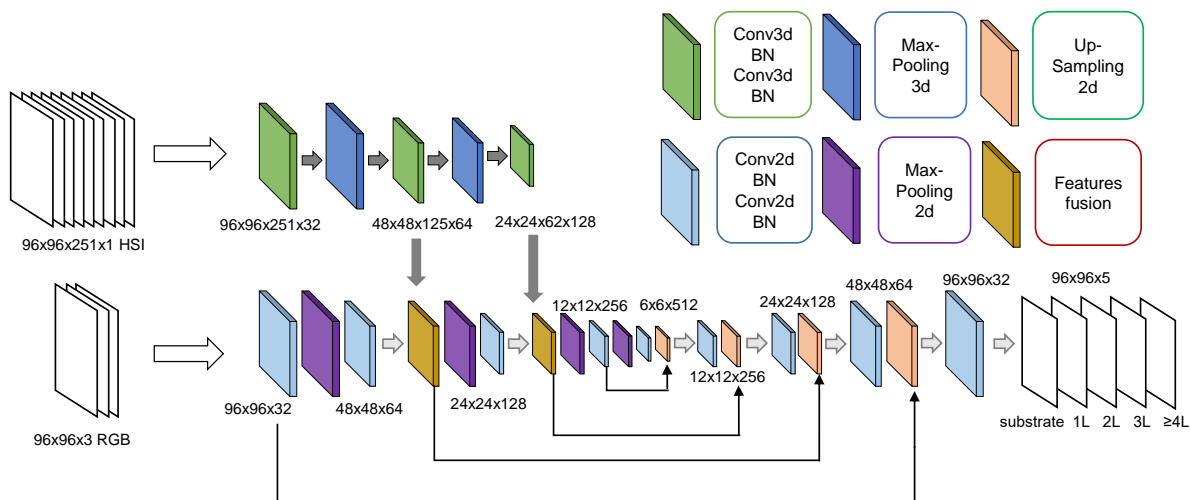 Conv3d
BN
Conv3d
BN
Max-
Pooling
3d
Up-
Sampling
2d
Conv2d
BN
Conv2d
BN
Max-
Pooling
2d
Features
fusion
96x96x251x1 HSI
96x96x251x32
48x48x125x64
24x24x62x128
96x96x3 RGB
96x96x32
48x48x64
24x24x128
12x12x256
6x6x512
12x12x256
24x24x128
48x48x64
96x96x32
96x96x5
substrate 1L 2L 3L ≥4L